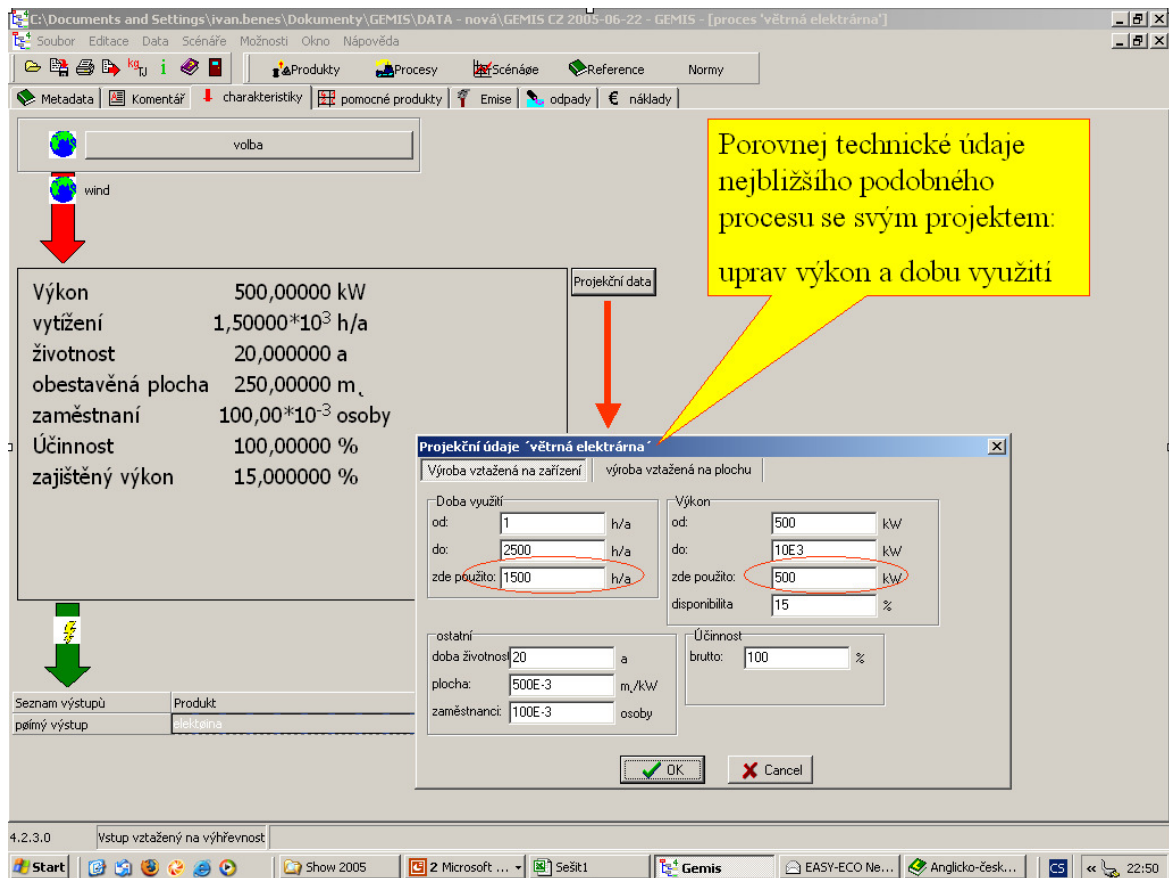 C:\Documents and Settings\ivan.benes\Dokumenty\GEMIS\DATA - nová\GEMIS CZ 2005-06-22 - GEMIS - [proces 'větrná elektrárna']
Soubor Editace Data Scénáře Možnosti Okno Nápověda
kg TJ i Produkty Procesy Scénáøe Reference Normy
Metadata Komentář charakteristiky pomocné produkty Emise odpady € náklady
volba
wind
Porovnej technické údaje
nejbližšího podobného
procesu se svým projektem:
uprav výkon a dobu využití
Projekční data
Výkon 500,00000 kW
vytížení 1,50000*10³ h/a
životnost 20,000000 a
obestavěná plocha 250,00000 m˛
zaměstnaní 100,00*10⁻³ osoby
Účinnost 100,00000 %
zajištěný výkon 15,000000 %
Projekční údaje ´větrná elektrárna´
Výroba vztažená na zařízení výroba vztažená na plochu
Doba využití
od: 1 h/a
do: 2500 h/a
zde použito: 1500 h/a
Výkon
od: 500 kW
do: 10E3 kW
zde použito: 500 kW
disponibilita 15 %
ostatní
doba životnost 20 a
plocha: 500E-3 m˛/kW
zaměstnanci: 100E-3 osoby
Účinnost
brutto: 100 %
OK Cancel
Seznam výstupù Produkt
pøímý výstup elektøina
4.2.3.0 Vstup vztažený na výhřevnost
Start Show 2005 2 Microsoft ... Sešit1 Gemis EASY-ECO Ne... Anglicko-česk... CS « 22:50